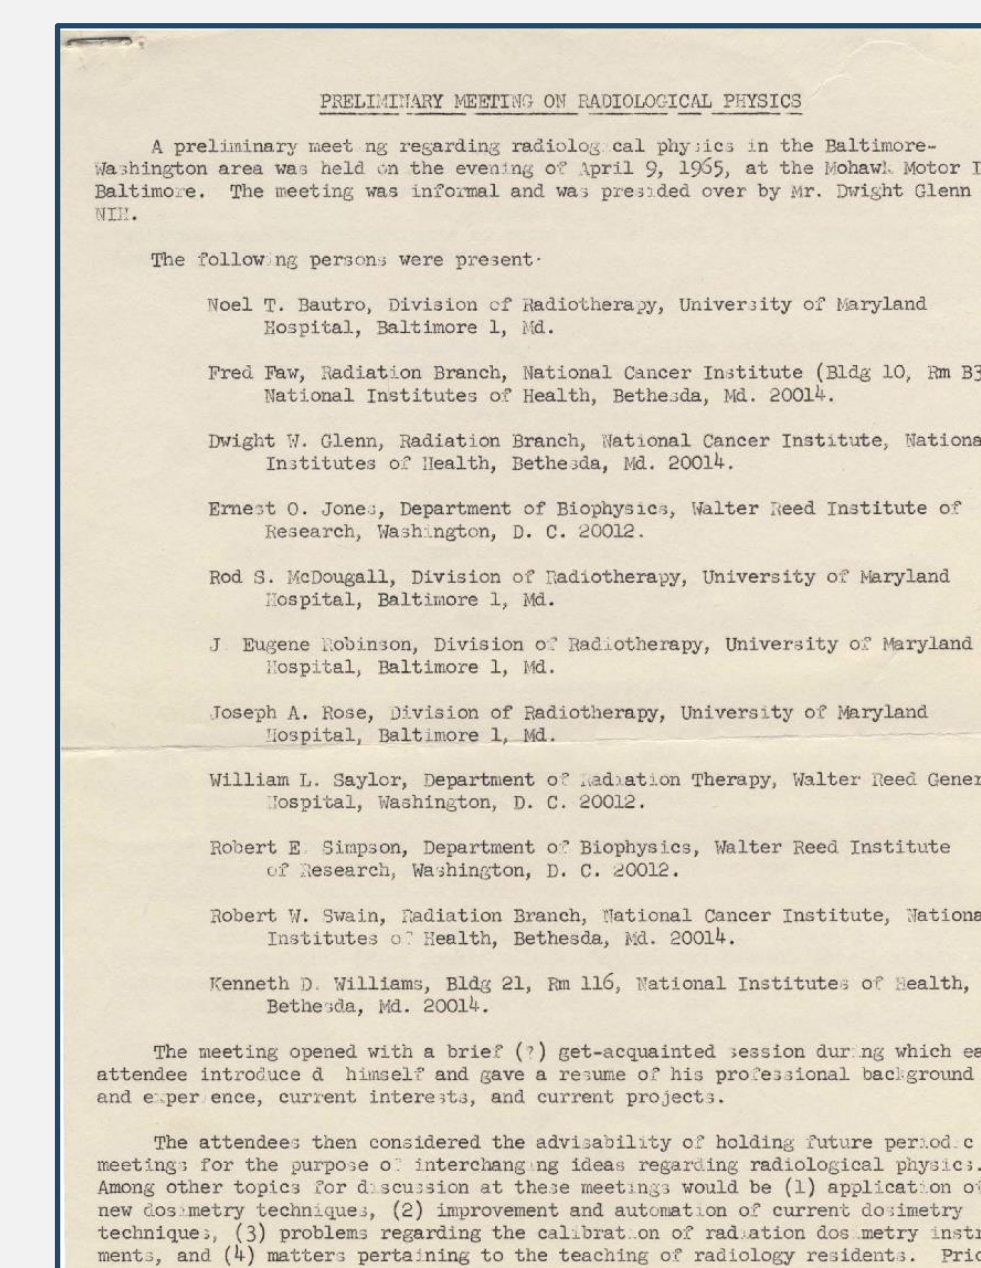 PRELIMINARY MEETING ON RADIOLOGICAL PHYSICS
A preliminary meeting regarding radiological physics in the Baltimore-
Washington area was held on the evening of April 9, 1965, at the Mohawk Motor I
Baltimore. The meeting was informal and was presided over by Mr. Dwight Glenn
NIH.
The following persons were present.
Noel T. Bautro, Division of Radiotherapy, University of Maryland
Hospital, Baltimore 1, Md.
Fred Faw, Radiation Branch, National Cancer Institute (Bldg 10, Rm B3
National Institutes of Health, Bethesda, Md. 20014.
Dwight W. Glenn, Radiation Branch, National Cancer Institute, Nationa
Institutes of Health, Bethesda, Md. 20014.
Ernest O. Jones, Department of Biophysics, Walter Reed Institute of
Research, Washington, D. C. 20012.
Rod S. McDougall, Division of Radiotherapy, University of Maryland
Hospital, Baltimore 1, Md.
J. Eugene Robinson, Division of Radiotherapy, University of Maryland
Hospital, Baltimore 1, Md.
Joseph A. Rose, Division of Radiotherapy, University of Maryland
Hospital, Baltimore 1, Md.
William L. Saylor, Department of Radiation Therapy, Walter Reed Gener
Hospital, Washington, D. C. 20012.
Robert E. Simpson, Department of Biophysics, Walter Reed Institute
of Research, Washington, D. C. 20012.
Robert W. Swain, Radiation Branch, National Cancer Institute, Nationa
Institutes of Health, Bethesda, Md. 20014.
Kenneth D. Williams, Bldg 21, Rm 116, National Institutes of Health,
Bethesda, Md. 20014.
The meeting opened with a brief (?) get-acquainted session during which ea
attendee introduce d himself and gave a resume of his professional background
and experience, current interests, and current projects.
The attendees then considered the advisability of holding future periodic
meetings for the purpose of interchanging ideas regarding radiological physics.
Among other topics for discussion at these meetings would be (1) application of
new dosimetry techniques, (2) improvement and automation of current dosimetry
techniques, (3) problems regarding the calibration of radiation dosimetry instr
ments, and (4) matters pertaining to the teaching of radiology residents. Pric